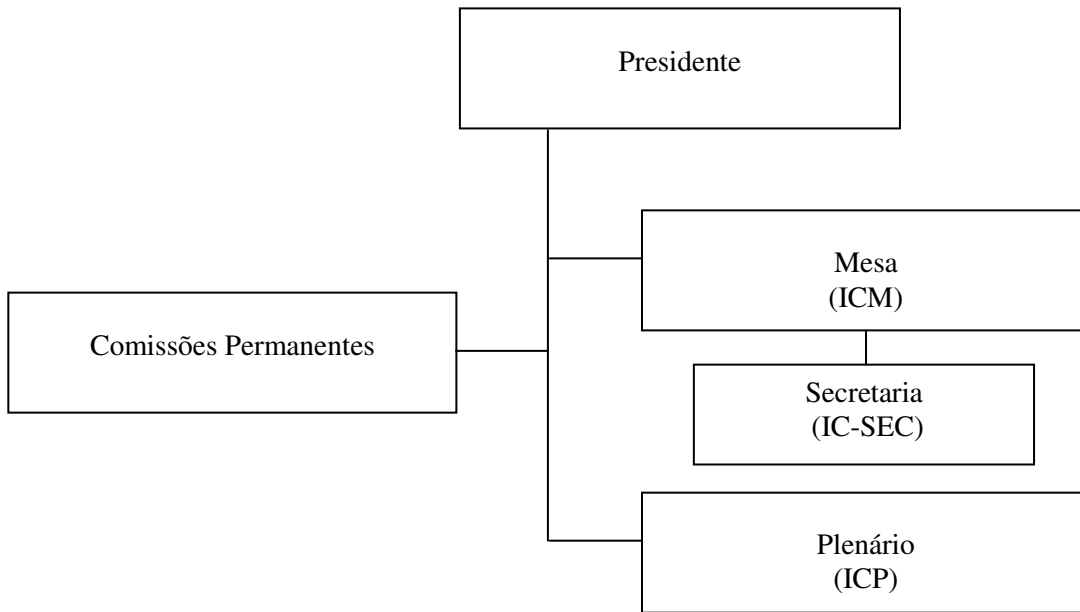 Presidente
Mesa
(ICM)
Comissões Permanentes
Secretaria
(IC-SEC)
Plenário
(ICP)